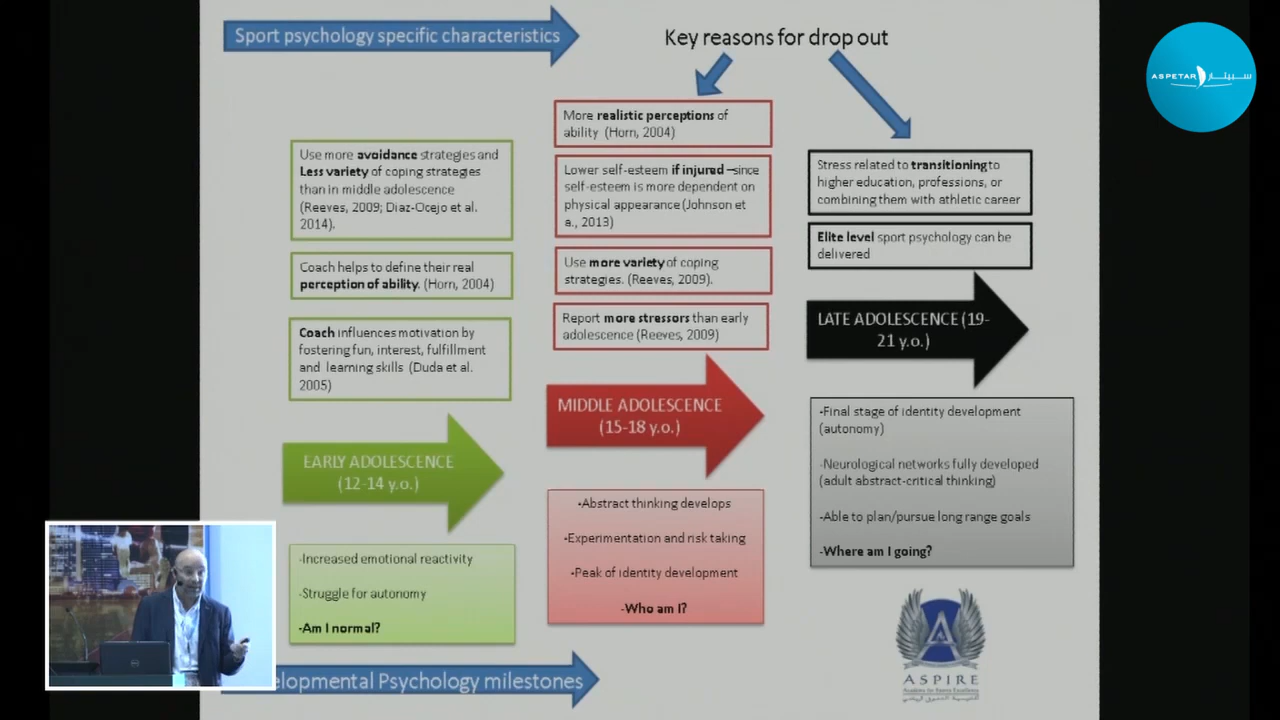 Sport psychology specific characteristics
Key reasons for drop out
ASPETAR سبيتار
Use more avoidance strategies and
Less variety of coping strategies
than in middle adolescence
(Reeves, 2009; Diaz-Ocejo et al.
2014).
Coach helps to define their real
perception of ability. (Horn, 2004)
Coach influences motivation by
fostering fun, interest, fulfillment
and learning skills (Duda et al.
2005)
EARLY ADOLESCENCE
(12-14 y.o.)
-Increased emotional reactivity
-Struggle for autonomy
-Am I normal?
More realistic perceptions of
ability (Horn, 2004)
Lower self-esteem if injured –since
self-esteem is more dependent on
physical appearance (Johnson et
a., 2013)
Use more variety of coping
strategies. (Reeves, 2009).
Report more stressors than early
adolescence (Reeves, 2009)
MIDDLE ADOLESCENCE
(15-18 y.o.)
•Abstract thinking develops
•Experimentation and risk taking
•Peak of identity development
-Who am I?
Stress related to transitioning to
higher education, professions, or
combining them with athletic career
Elite level sport psychology can be
delivered
LATE ADOLESCENCE (19-
21 y.o.)
•Final stage of identity development
(autonomy)
-Neurological networks fully developed
(adult abstract-critical thinking)
•Able to plan/pursue long range goals
-Where am I going?
elopmental Psychology milestones
ASPIRE
Academy for Sports Excellence